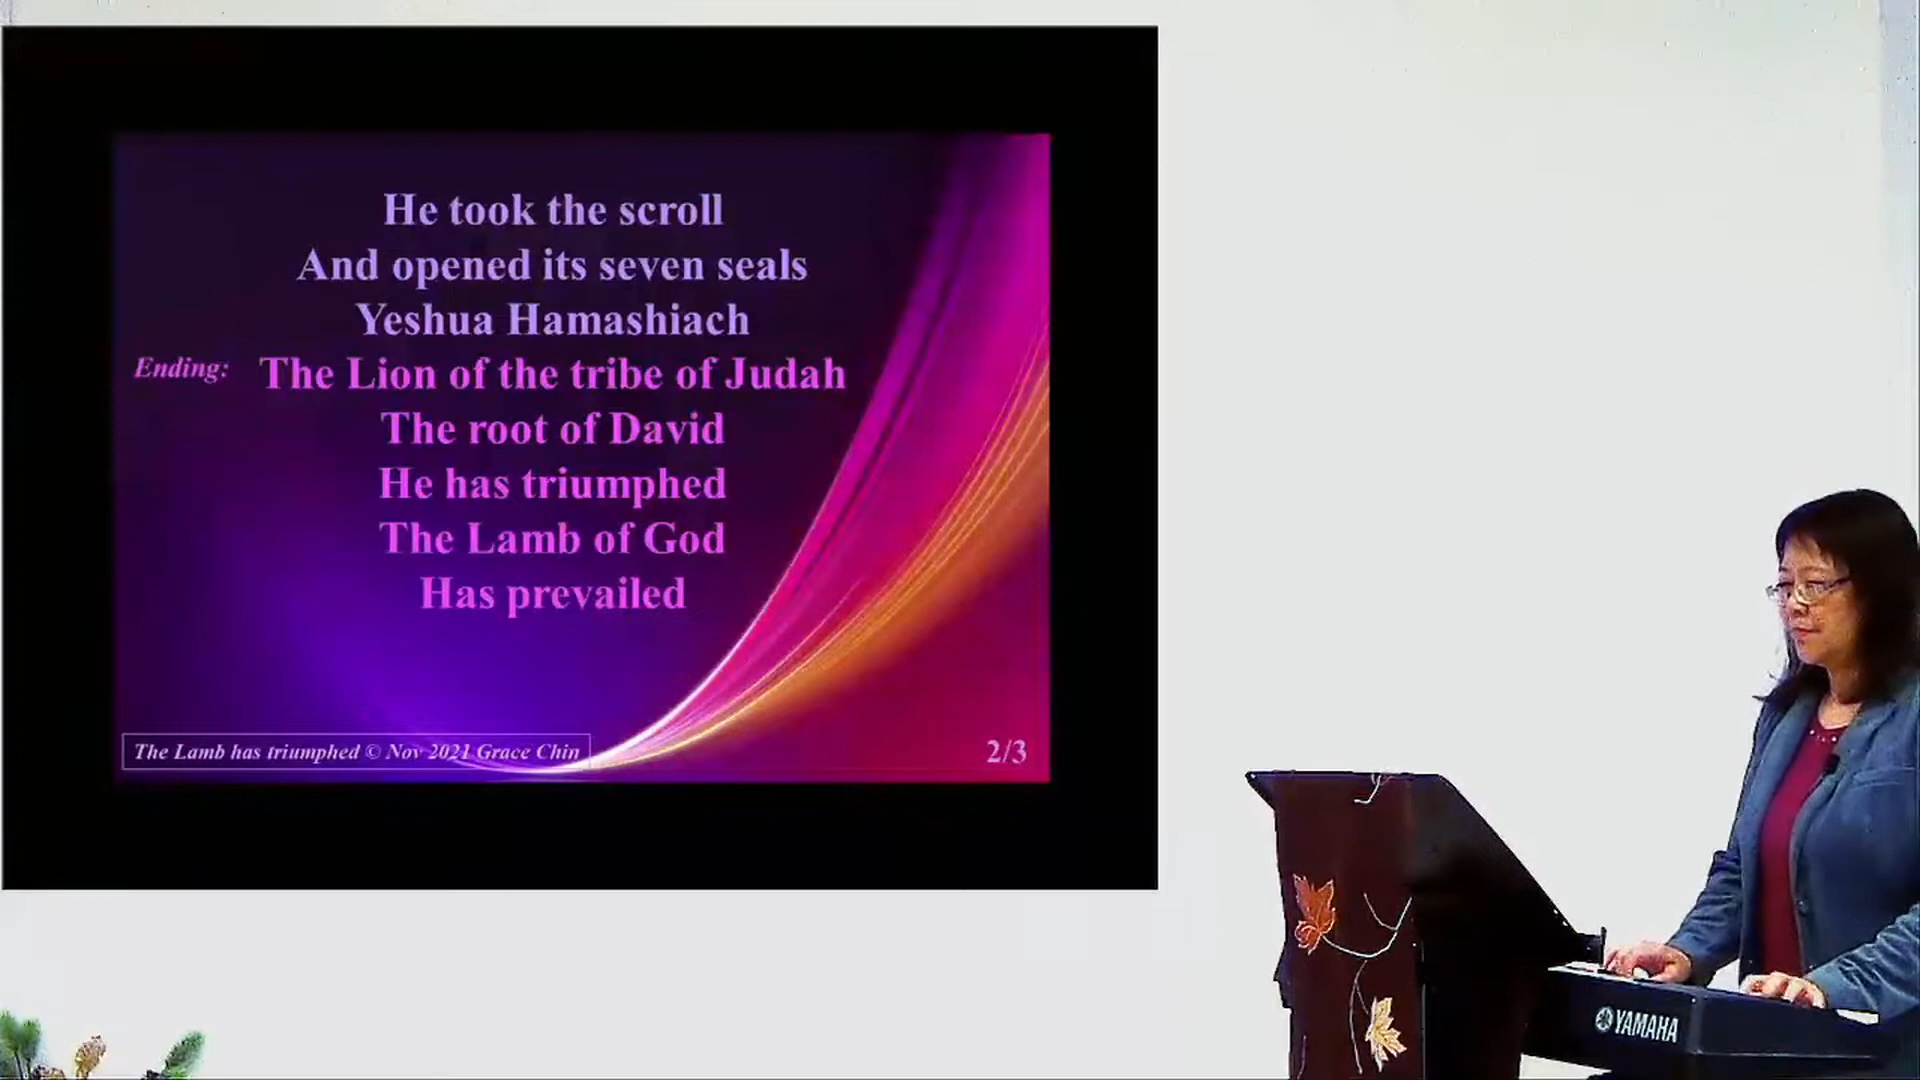 He took the scroll
And opened its seven seals
Yeshua Hamashiach
Ending: The Lion of the tribe of Judah
The root of David
He has triumphed
The Lamb of God
Has prevailed
The Lamb has triumphed © Nov 2021 Grace Chin
2/3
YAMAHA